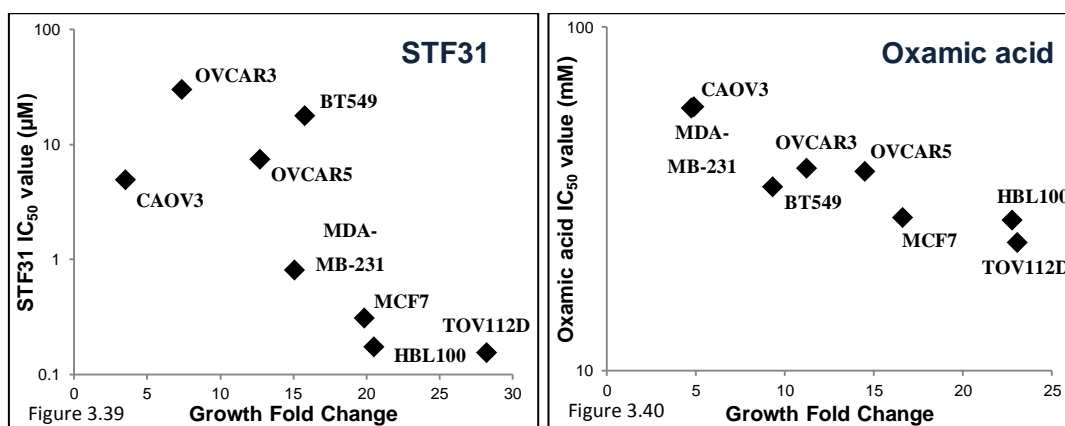 STF31
STF31 IC50 value (µM)
100
10
1
0.1
OVCAR3
BT549
OVCAR5
CAOV3
MDA-
MB-231
MCF7
TOV112D
HBL100
0 5 10 15 20 25 30
Figure 3.39
Growth Fold Change
Oxamic acid
Oxamic acid IC50 value (mM)
100
10
CAOV3
MDA-
MB-231
OVCAR3
OVCAR5
BT549
HBL100
MCF7
TOV112D
0 5 10 15 20 25
Figure 3.40
Growth Fold Change